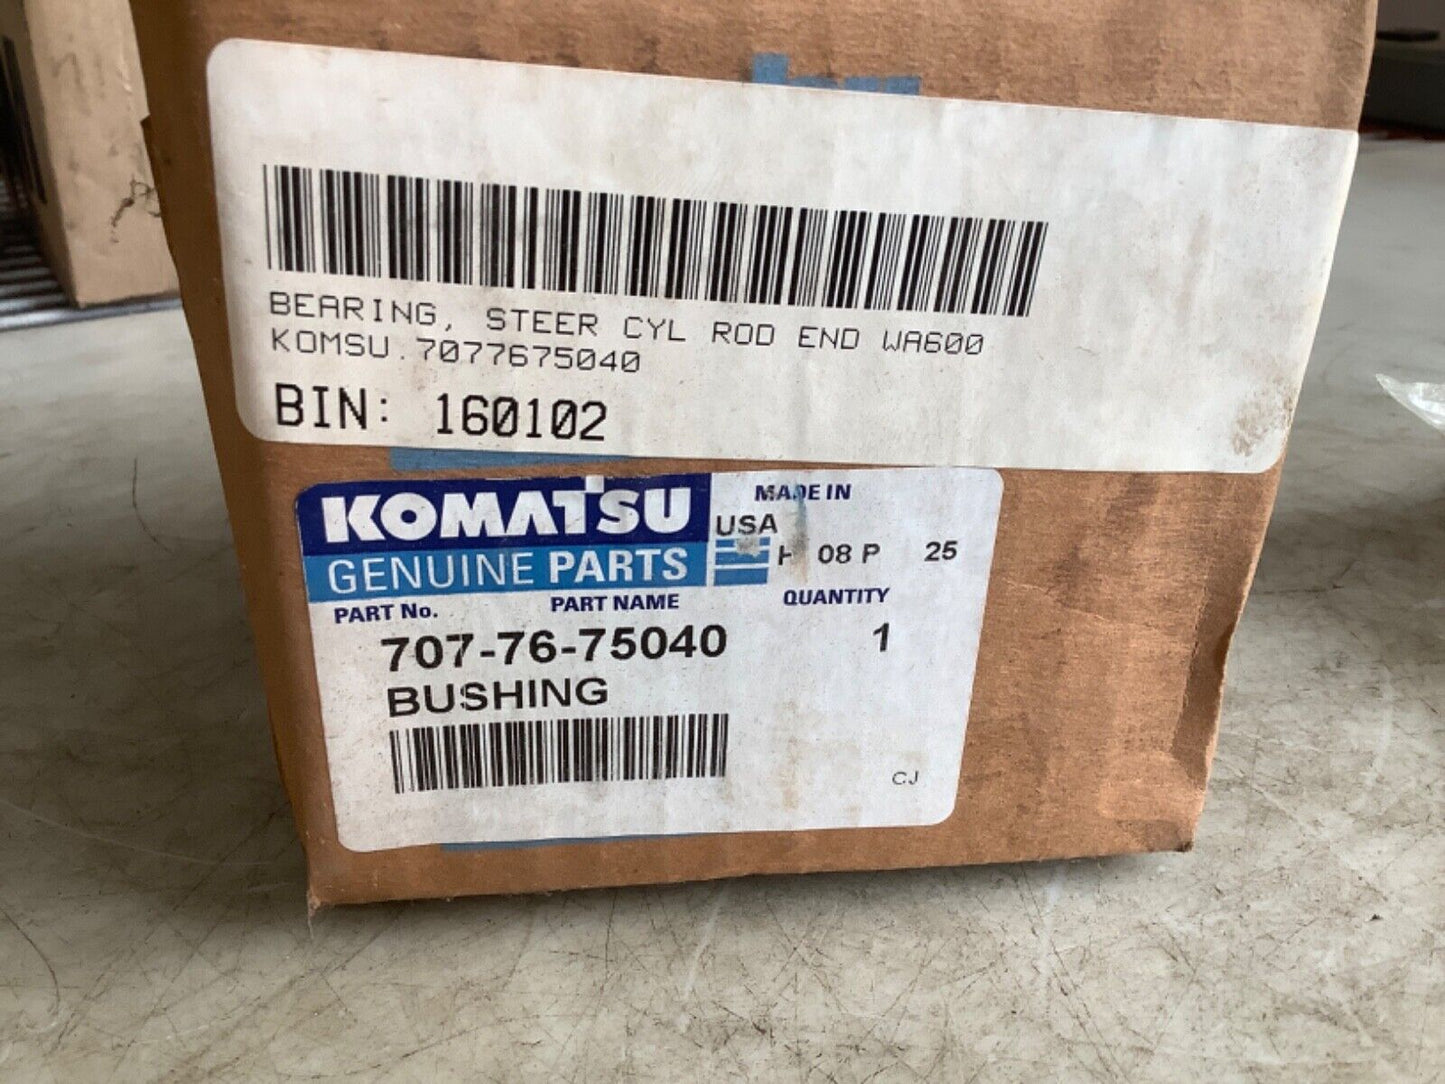 BEARING, STEER CYL ROD END WA600
KOMSU.7077675040
BIN: 160102
KOMATSU
GENUINE PARTS
MADE IN
USA
H 08 P 25
PART No. PART NAME QUANTITY
707-76-75040 1
BUSHING
CJ